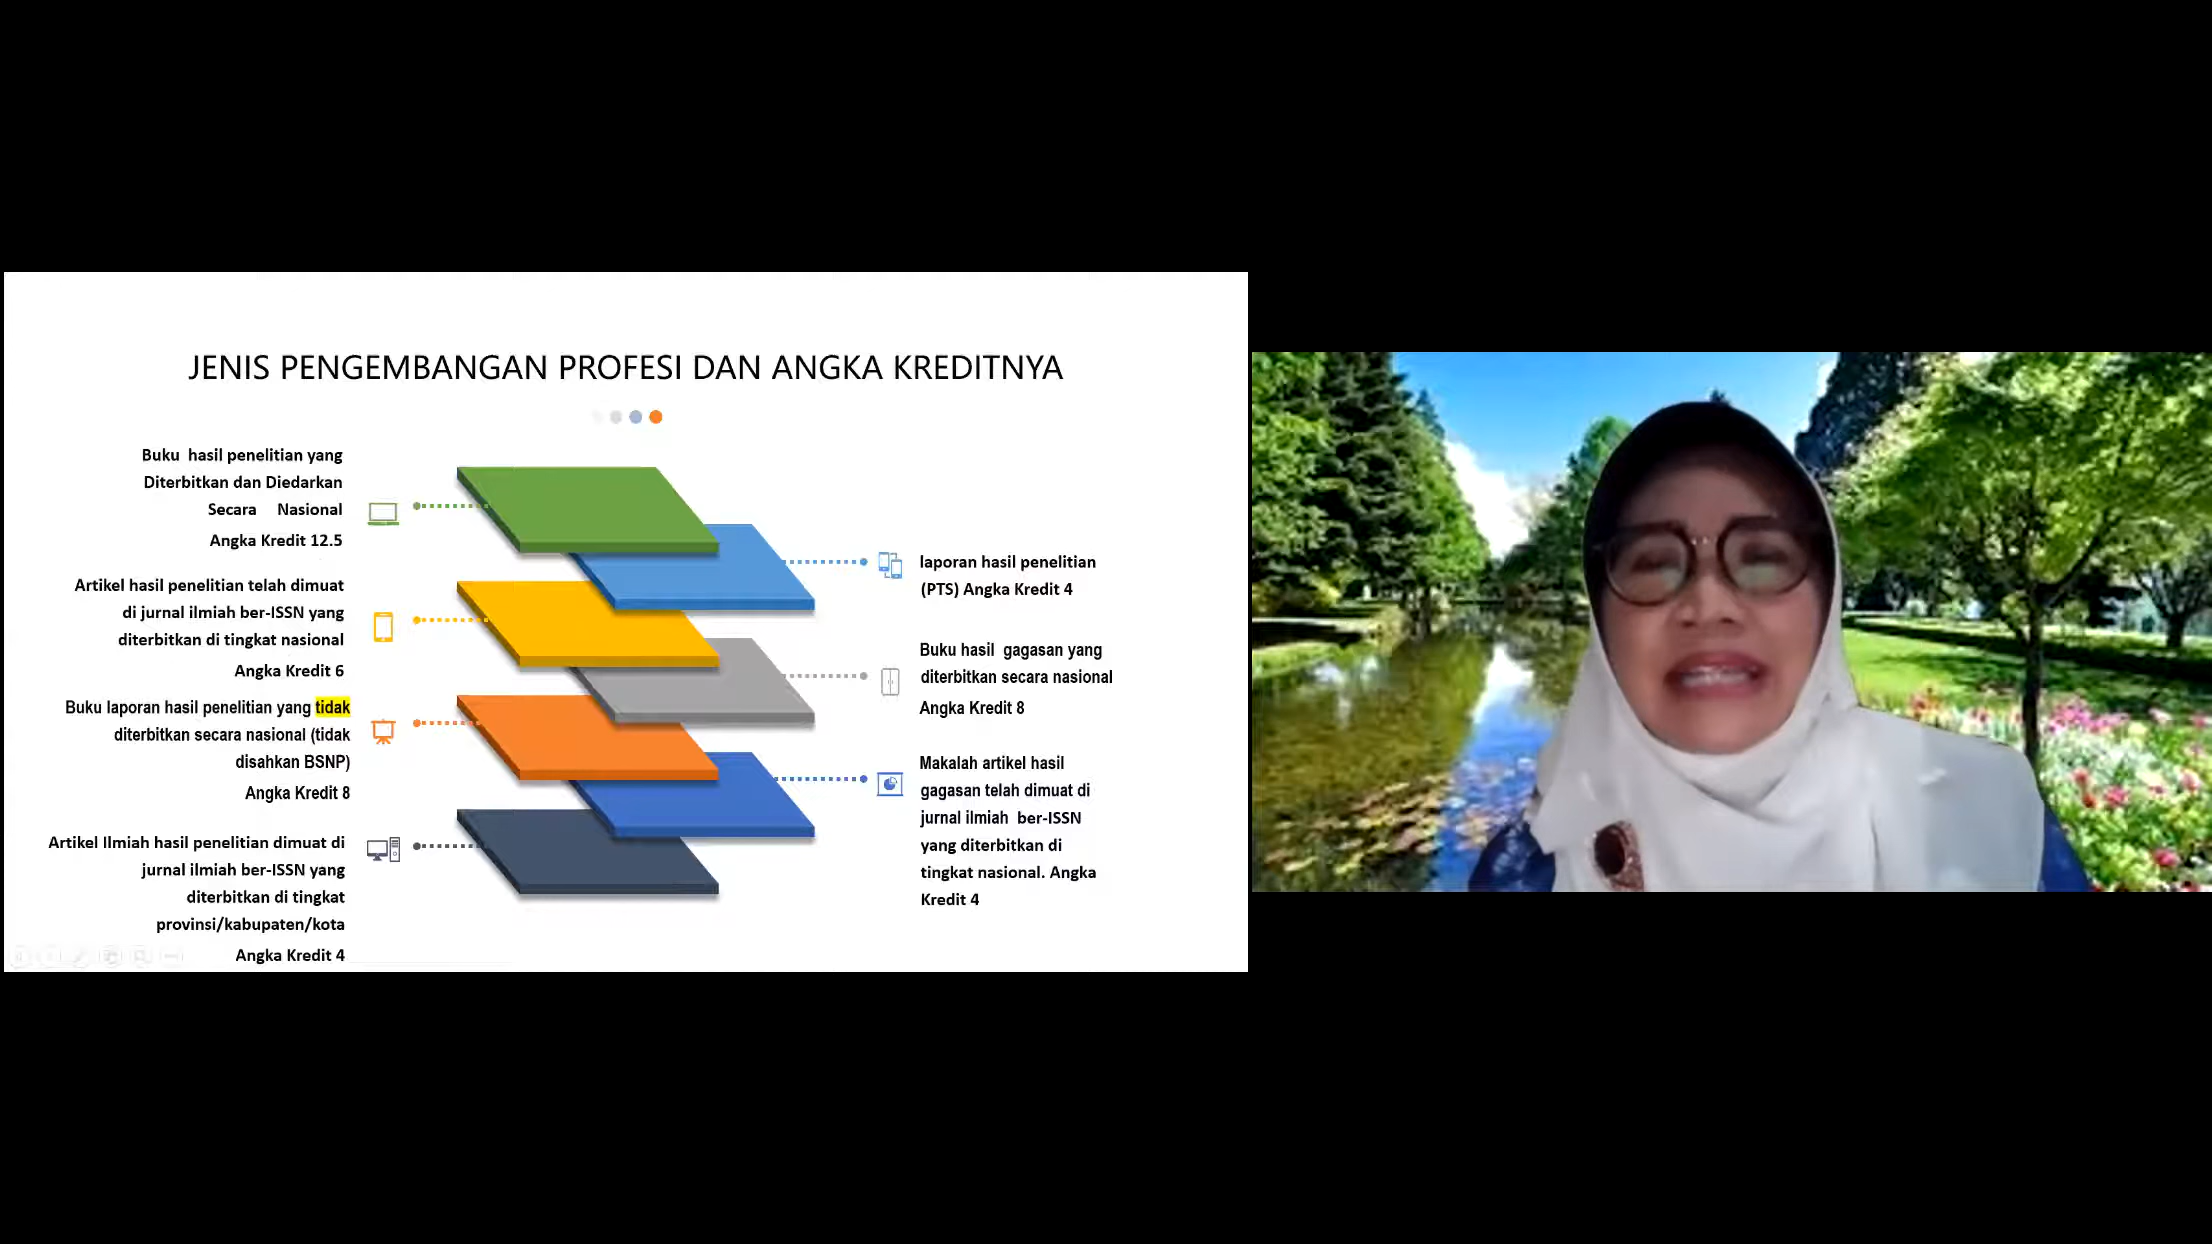 JENIS PENGEMBANGAN PROFESI DAN ANGKA KREDITNYA
Buku hasil penelitian yang
Diterbitkan dan Diedarkan
Secara Nasional
Angka Kredit 12.5
Artikel hasil penelitian telah dimuat
di jurnal ilmiah ber-ISSN yang
diterbitkan di tingkat nasional
Angka Kredit 6
Buku laporan hasil penelitian yang tidak
diterbitkan secara nasional (tidak
disahkan BSNP)
Angka Kredit 8
Artikel Ilmiah hasil penelitian dimuat di
jurnal ilmiah ber-ISSN yang
diterbitkan di tingkat
provinsi/kabupaten/kota
Angka Kredit 4
laporan hasil penelitian
(PTS) Angka Kredit 4
Buku hasil gagasan yang
diterbitkan secara nasional
Angka Kredit 8
Makalah artikel hasil
gagasan telah dimuat di
jurnal ilmiah ber-ISSN
yang diterbitkan di
tingkat nasional. Angka
Kredit 4